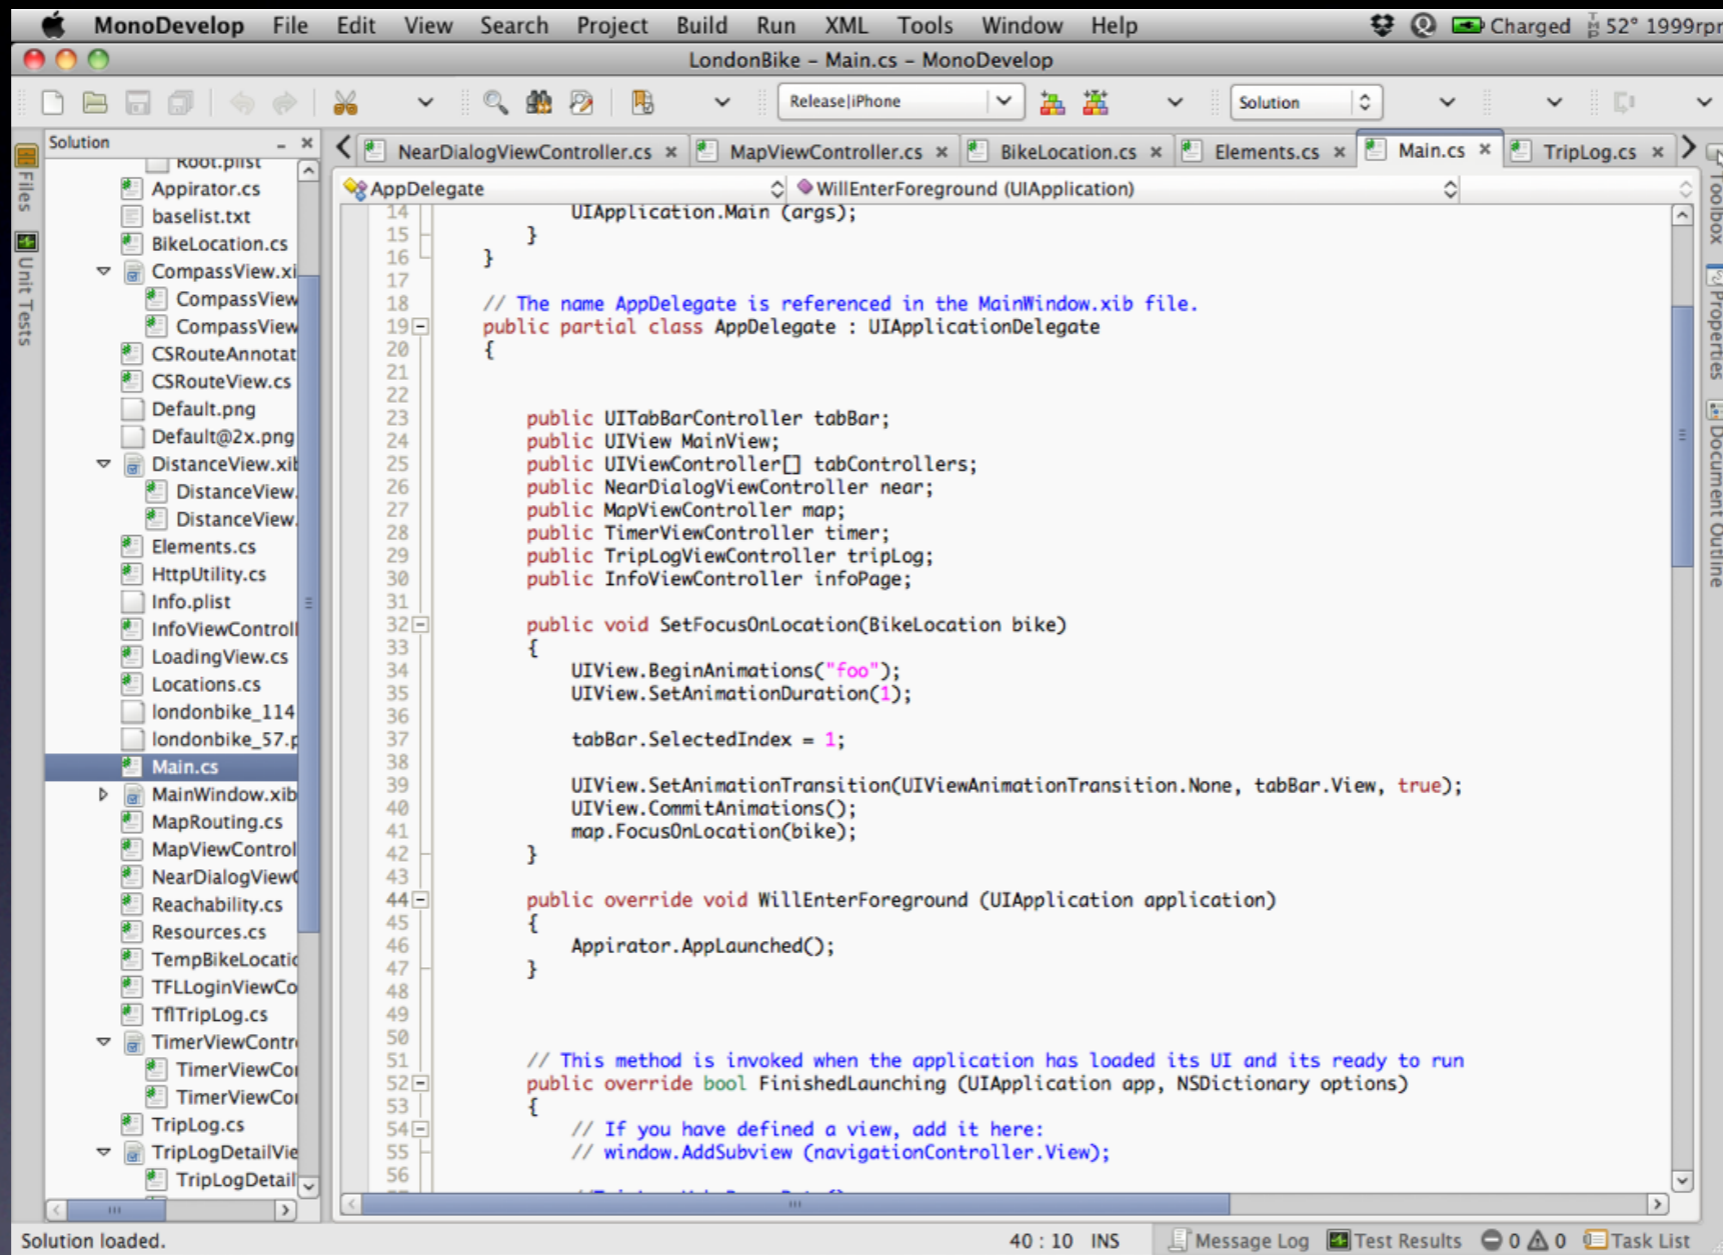 MonoDevelop File Edit View Search Project Build Run XML Tools Window Help Charged 52° 1999rpm
LondonBike – Main.cs – MonoDevelop
Release|iPhone Solution
Solution
Files
Unit Tests
Root.plist
Appirator.cs
baselist.txt
BikeLocation.cs
CompassView.xi
CompassView
CompassView
CSRouteAnnotat
CSRouteView.cs
Default.png
Default@2x.png
DistanceView.xib
DistanceView.
DistanceView.
Elements.cs
HttpUtility.cs
Info.plist
InfoViewControll
LoadingView.cs
Locations.cs
londonbike_114
londonbike_57.p
Main.cs
MainWindow.xib
MapRouting.cs
MapViewControl
NearDialogViewC
Reachability.cs
Resources.cs
TempBikeLocatio
TFLLoginViewCo
TflTripLog.cs
TimerViewContro
TimerViewCo
TimerViewCo
TripLog.cs
TripLogDetailVie
TripLogDetail
NearDialogViewController.cs MapViewController.cs BikeLocation.cs Elements.cs Main.cs TripLog.cs
AppDelegate WillEnterForeground (UIApplication)
14 UIApplication.Main (args);
15 }
16 }
17
18 // The name AppDelegate is referenced in the MainWindow.xib file.
19 public partial class AppDelegate : UIApplicationDelegate
20 {
21
22
23 public UITabBarController tabBar;
24 public UIView MainView;
25 public UIViewController[] tabControllers;
26 public NearDialogViewController near;
27 public MapViewController map;
28 public TimerViewController timer;
29 public TripLogViewController tripLog;
30 public InfoViewController infoPage;
31
32 public void SetFocusOnLocation(BikeLocation bike)
33 {
34 UIView.BeginAnimations("foo");
35 UIView.SetAnimationDuration(1);
36
37 tabBar.SelectedIndex = 1;
38
39 UIView.SetAnimationTransition(UIViewAnimationTransition.None, tabBar.View, true);
40 UIView.CommitAnimations();
41 map.FocusOnLocation(bike);
42 }
43
44 public override void WillEnterForeground (UIApplication application)
45 {
46 Appirator.AppLaunched();
47 }
48
49
50
51 // This method is invoked when the application has loaded its UI and its ready to run
52 public override bool FinishedLaunching (UIApplication app, NSDictionary options)
53 {
54 // If you have defined a view, add it here:
55 // window.AddSubview (navigationController.View);
56
Toolbox
Properties
Document Outline
Solution loaded. 40 : 10 INS Message Log Test Results 0 0 Task List